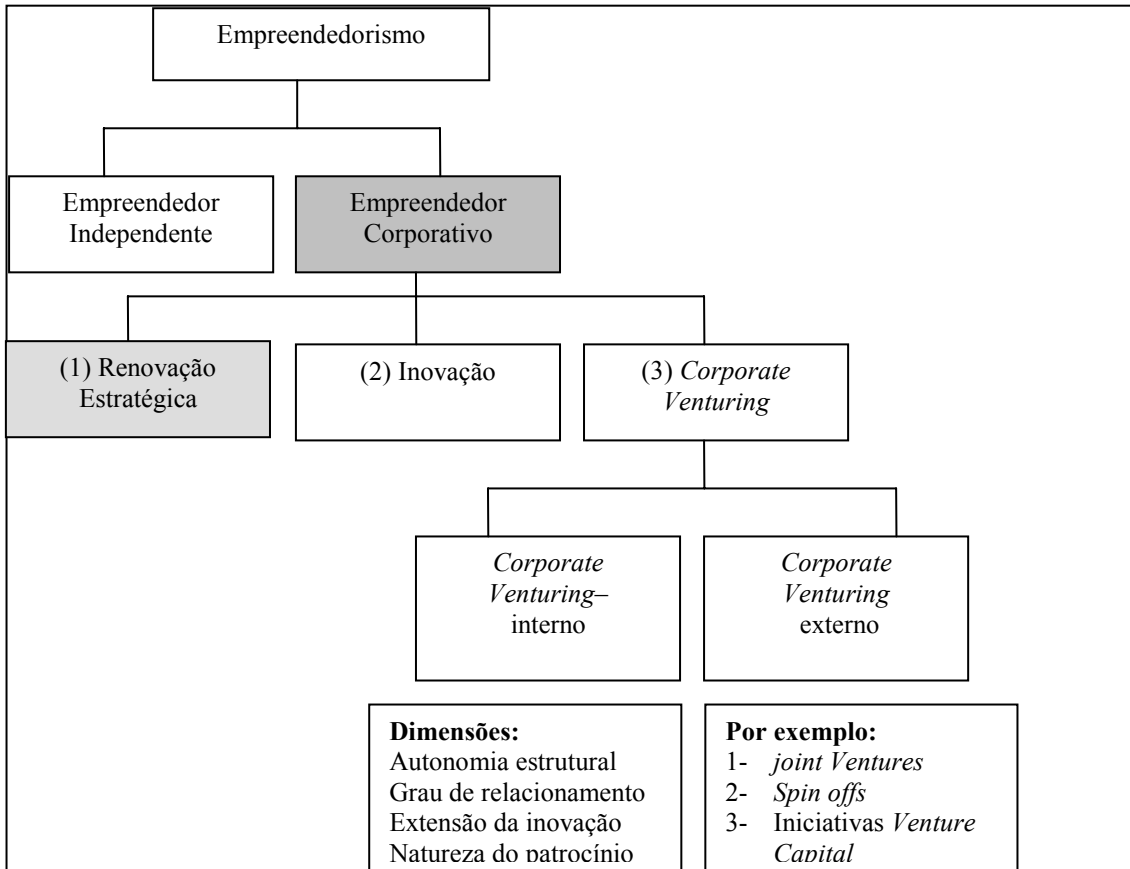 Empreendedorismo
Empreendedor
Independente
Empreendedor
Corporativo
(1) Renovação
Estratégica
(2) Inovação
(3) Corporate
Venturing
Corporate
Venturing–
interno
Corporate
Venturing
externo
Dimensões:
Autonomia estrutural
Grau de relacionamento
Extensão da inovação
Natureza do patrocínio
Por exemplo:
1- joint Ventures
2- Spin offs
3- Iniciativas Venture
Capital